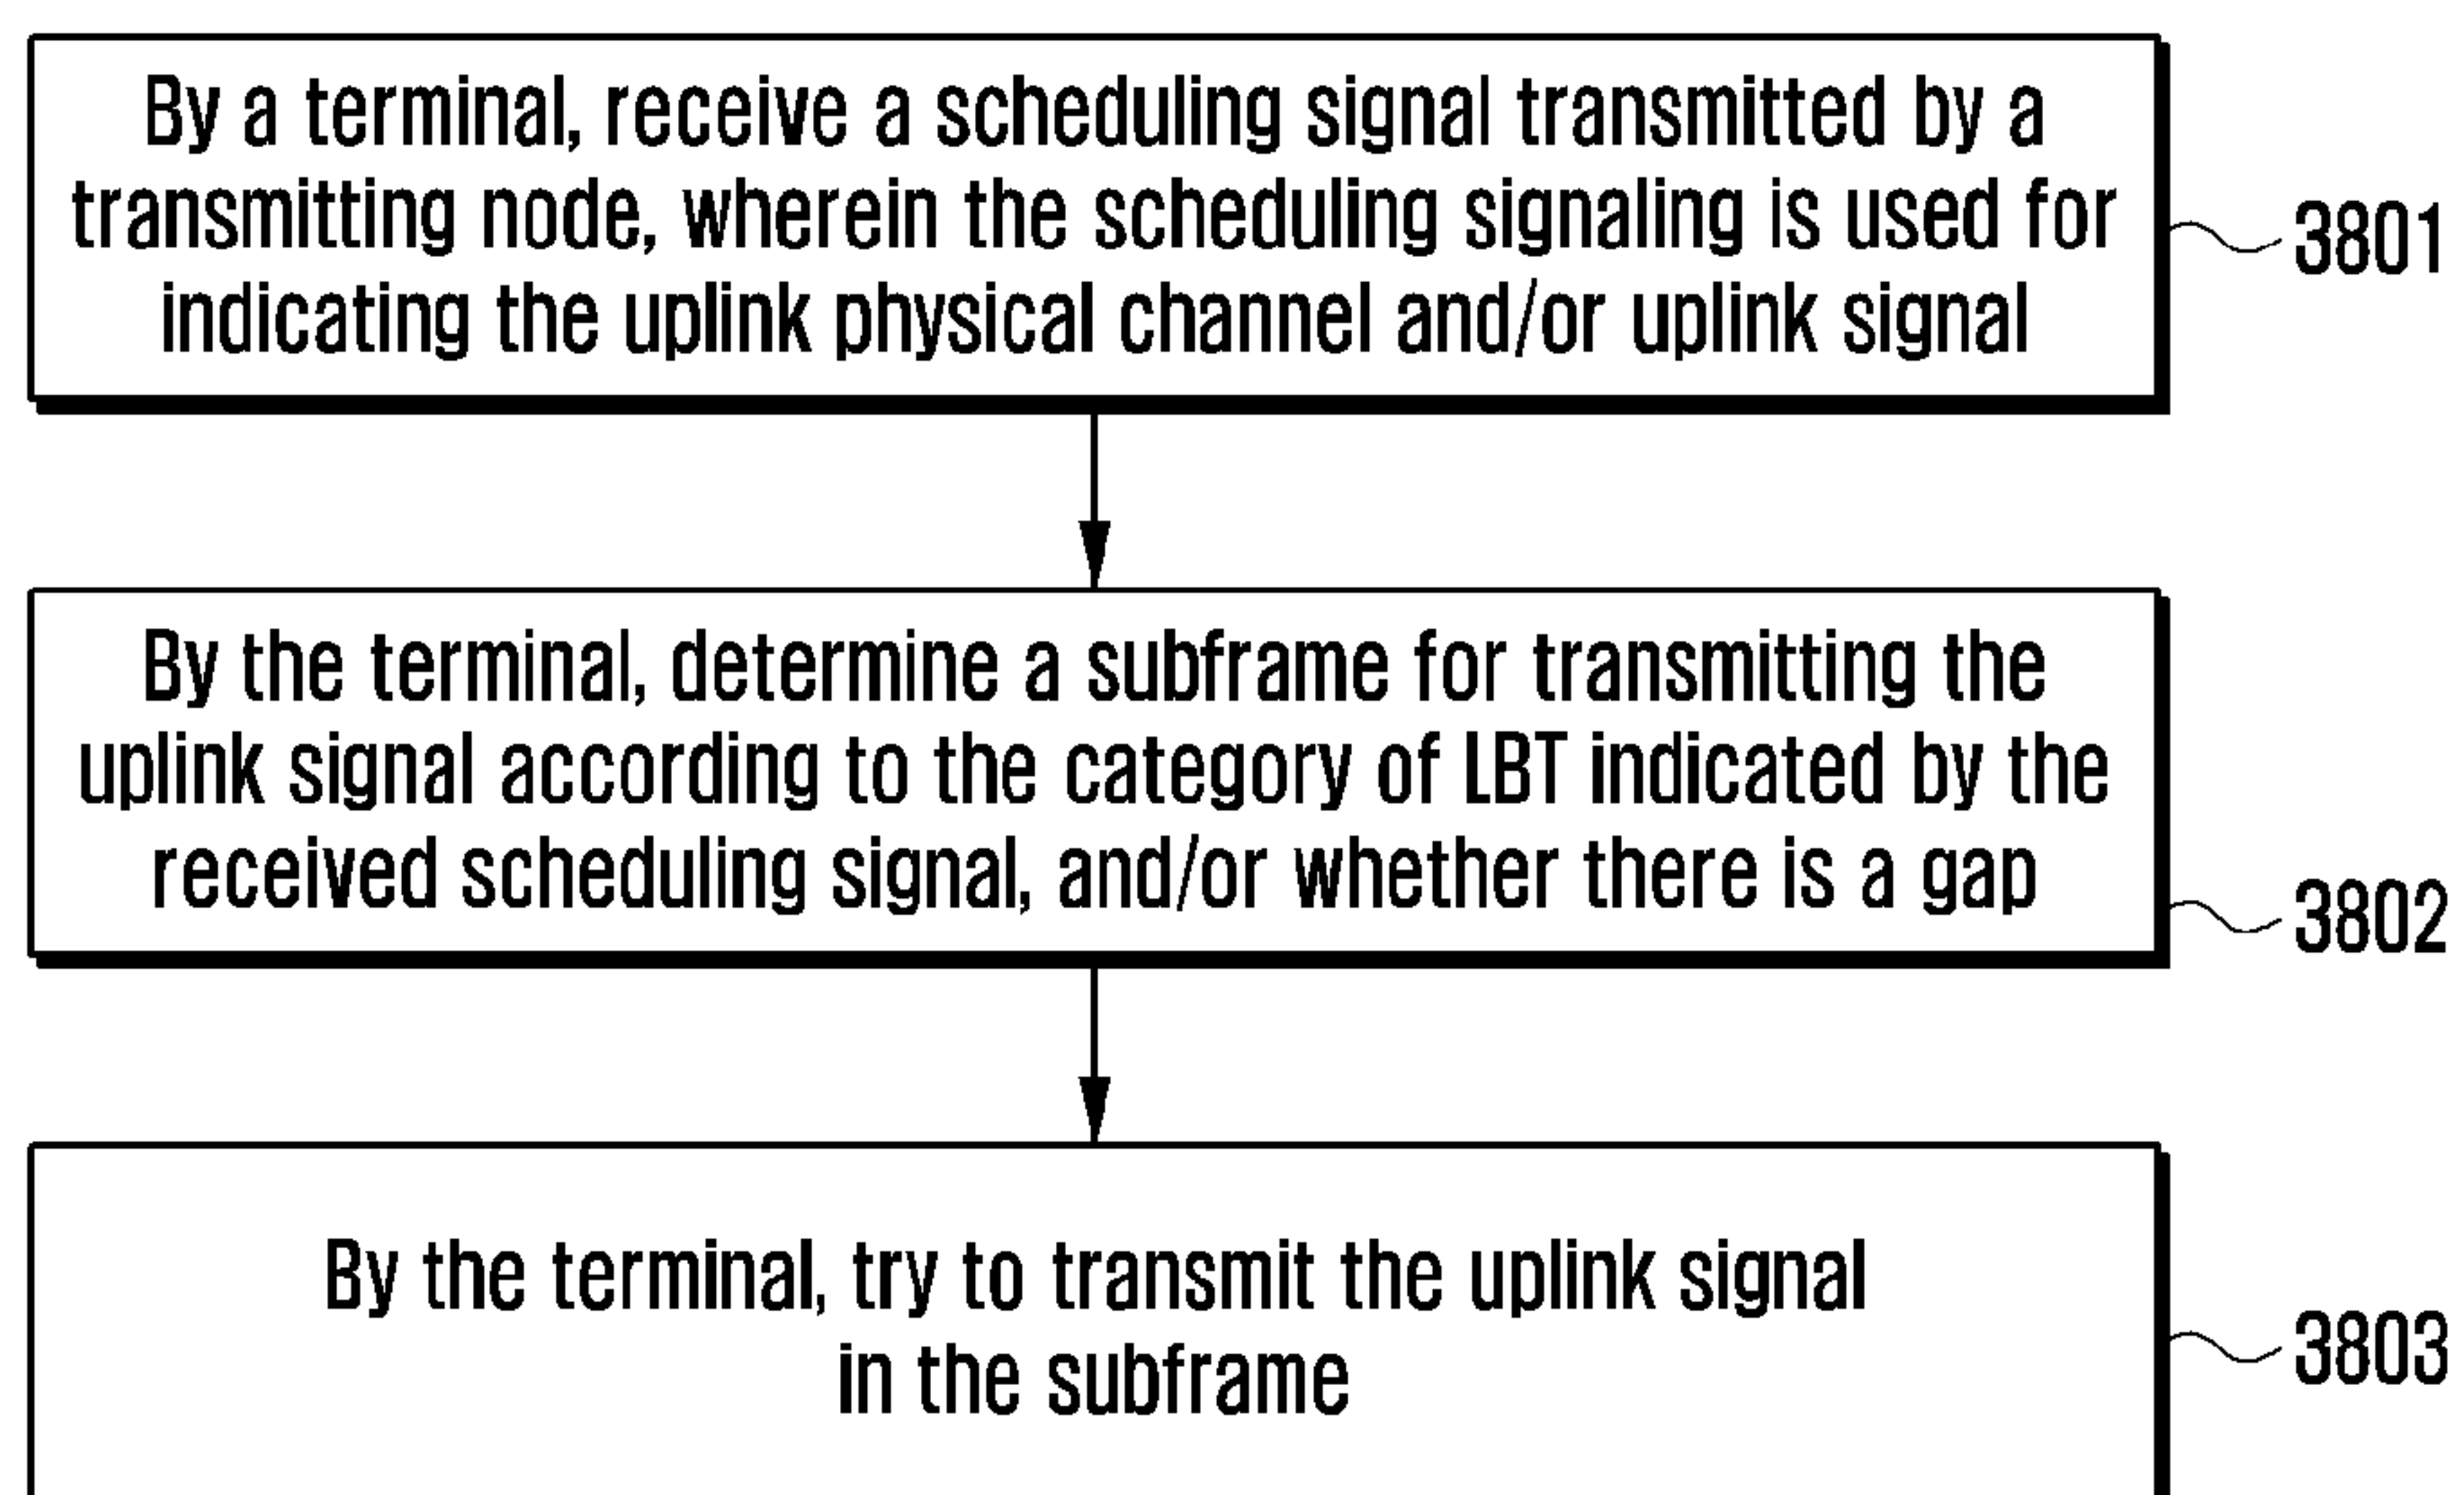 By a terminal, receive a scheduling signal transmitted by a
transmitting node, wherein the scheduling signaling is used for
indicating the uplink physical channel and/or uplink signal
3801
By the terminal, determine a subframe for transmitting the
uplink signal according to the category of LBT indicated by the
received scheduling signal, and/or whether there is a gap
3802
By the terminal, try to transmit the uplink signal
in the subframe
3803